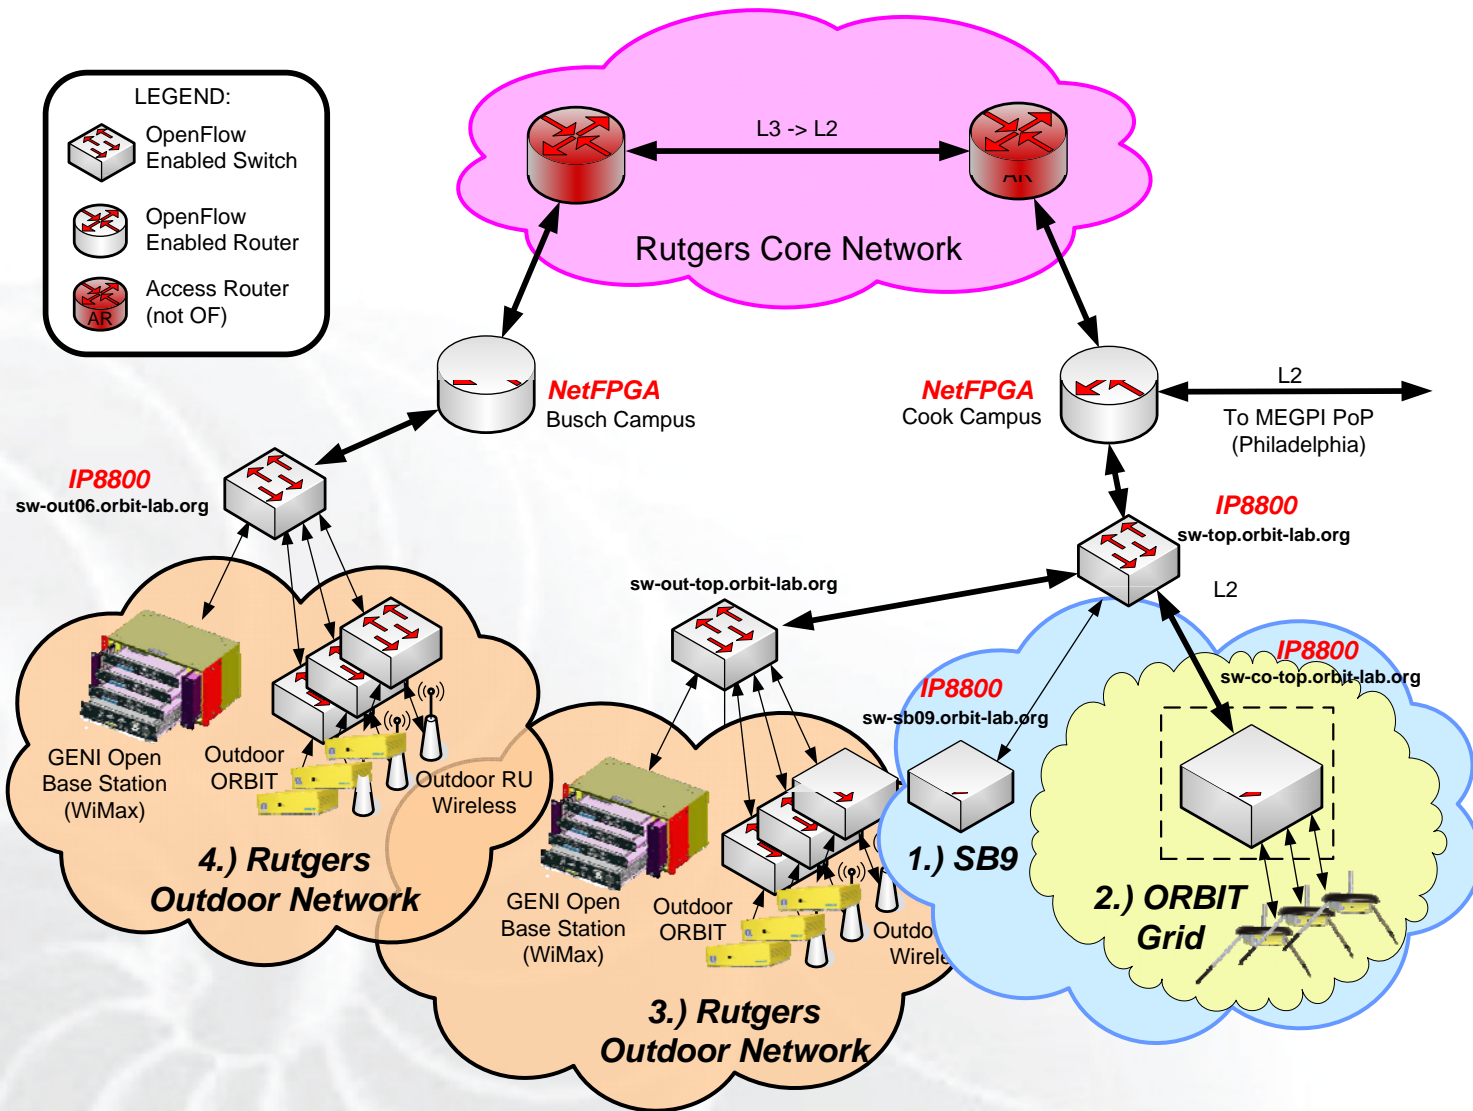 LEGEND:
OpenFlow
Enabled Switch
OpenFlow
Enabled Router
AR
Access Router
(not OF)
L3 -> L2
AR
Rutgers Core Network
NetFPGA
Busch Campus
NetFPGA
Cook Campus
L2
To MEGPI PoP
(Philadelphia)
IP8800
sw-out06.orbit-lab.org
IP8800
sw-top.orbit-lab.org
sw-out-top.orbit-lab.org
L2
IP8800
sw-co-top.orbit-lab.org
IP8800
sw-sb09.orbit-lab.org
GENI Open
Base Station
(WiMax)
Outdoor
ORBIT
Outdoor RU
Wireless
4.) Rutgers
Outdoor Network
GENI Open
Base Station
(WiMax)
Outdoor
ORBIT
Outdoo
Wirele
3.) Rutgers
Outdoor Network
1.) SB9
2.) ORBIT
Grid